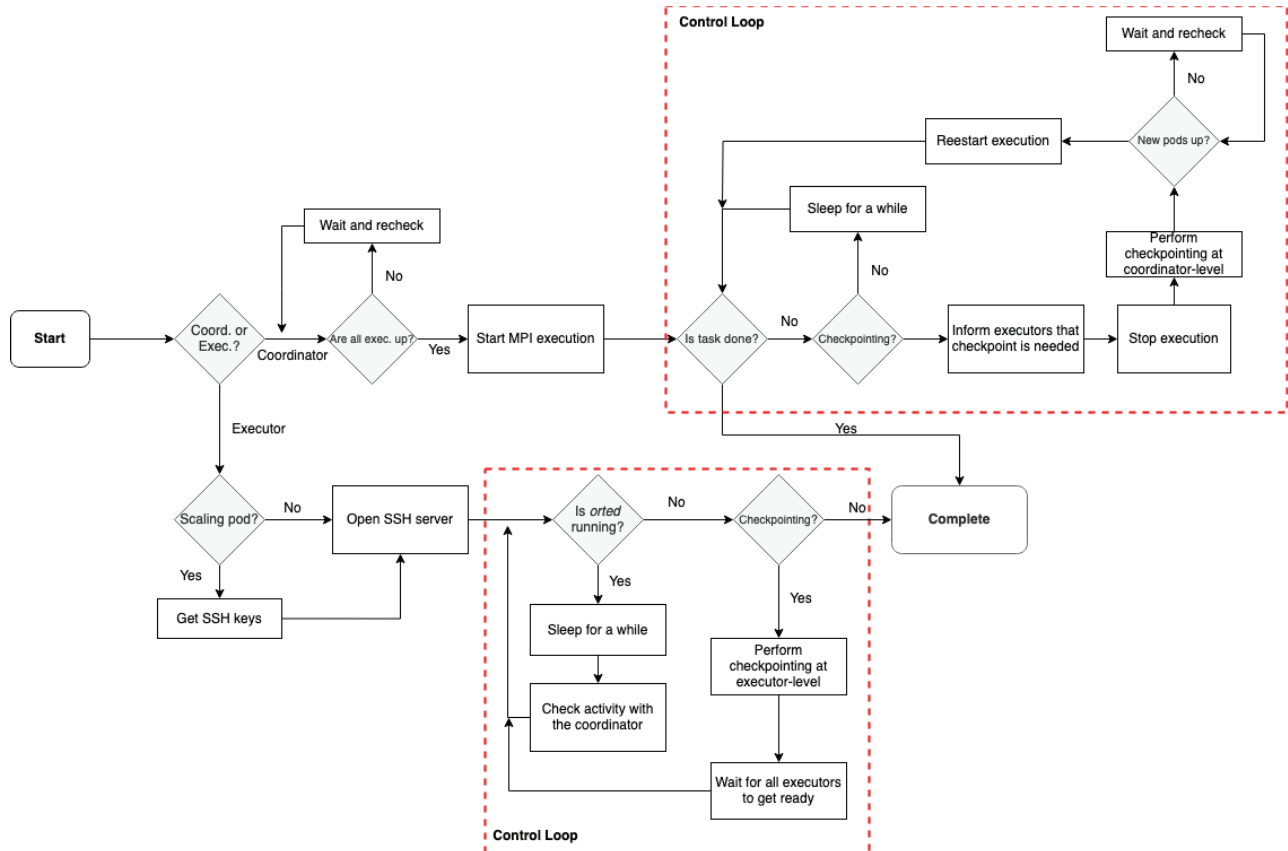 Control Loop
Wait and recheck
No
New pods up?
Reestart execution
Sleep for a while
No
Perform
checkpointing at
coordinator-level
Wait and recheck
No
Start
Coord. or
Exec.?
Coordinator
Are all exec. up?
Yes
Start MPI execution
Is task done?
No
Checkpointing?
Inform executors that
checkpoint is needed
Stop execution
Executor
Yes
Scaling pod?
No
Open SSH server
Is orted
running?
No
Checkpointing?
No
Complete
Yes
Get SSH keys
Yes
Sleep for a while
Check activity with
the coordinator
Yes
Perform
checkpointing at
executor-level
Wait for all executors
to get ready
Control Loop